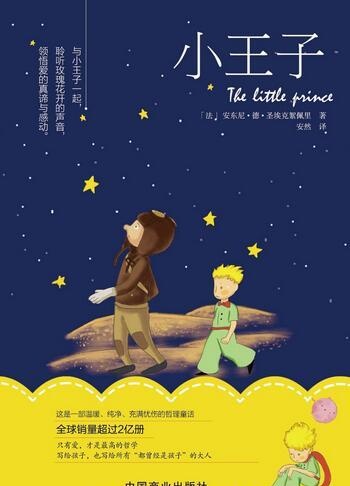 小王子
The little prince
「法」安东尼·德·圣埃克絮佩里 著
安然 译
与小王子一起,
聆听玫瑰花开的声音,
领悟爱的真谛与感动。
这是一部温暖、纯净、充满忧伤的哲理童话
全球销量超过2亿册
只有爱,才是最高的哲学
写给孩子,也写给所有“都曾经是孩子”的大人
中国商业出版社